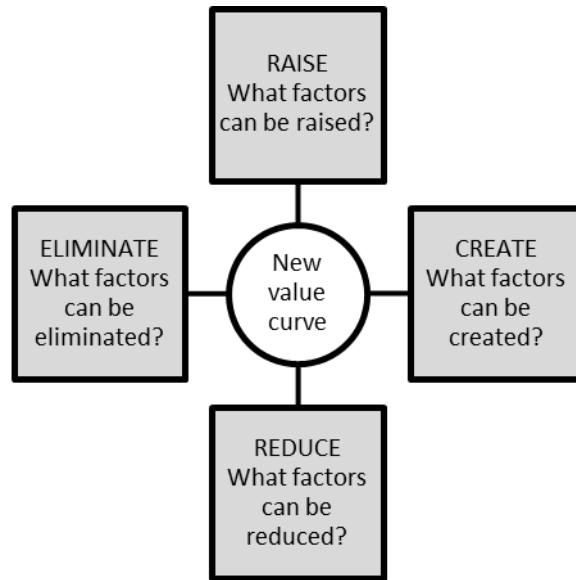 RAISE
What factors
can be raised?
ELIMINATE
What factors
can be
eliminated?
New
value
curve
CREATE
What factors
can be
created?
REDUCE
What factors
can be
reduced?